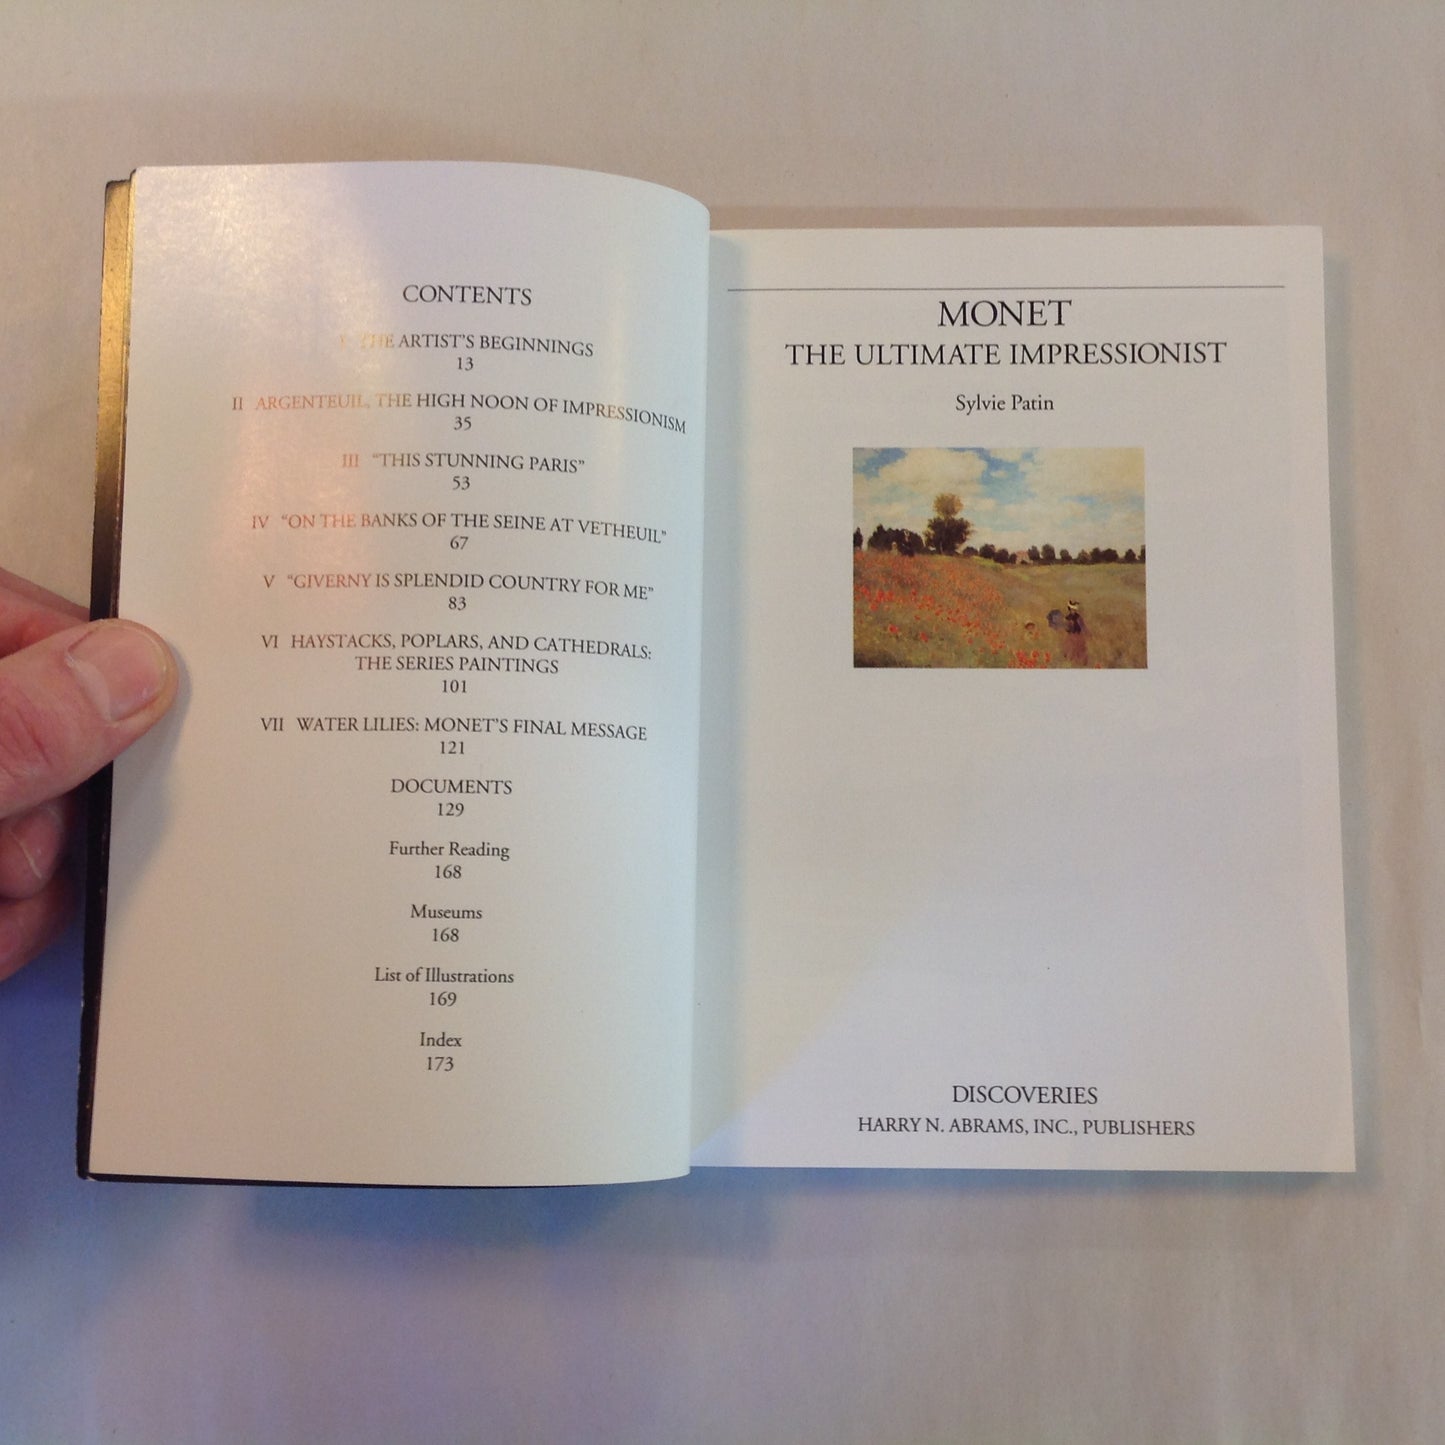 CONTENTS
I THE ARTIST'S BEGINNINGS
13
II ARGENTEUIL, THE HIGH NOON OF IMPRESSIONISM
35
III "THIS STUNNING PARIS"
53
IV "ON THE BANKS OF THE SEINE AT VETHEUIL"
67
V "GIVERNY IS SPLENDID COUNTRY FOR ME"
83
VI HAYSTACKS, POPLARS, AND CATHEDRALS:
THE SERIES PAINTINGS
101
VII WATER LILIES: MONET'S FINAL MESSAGE
121
DOCUMENTS
129
Further Reading
168
Museums
168
List of Illustrations
169
Index
173
MONET
THE ULTIMATE IMPRESSIONIST
Sylvie Patin
DISCOVERIES
HARRY N. ABRAMS, INC., PUBLISHERS